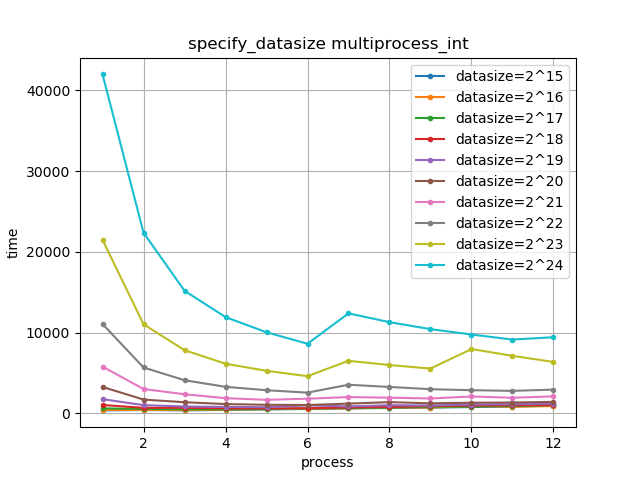 specify_datasize multiprocess_int
datasize=2^15
datasize=2^16
datasize=2^17
datasize=2^18
datasize=2^19
datasize=2^20
datasize=2^21
datasize=2^22
datasize=2^23
datasize=2^24
40000
30000
20000
10000
0
time
2 4 6 8 10 12
process